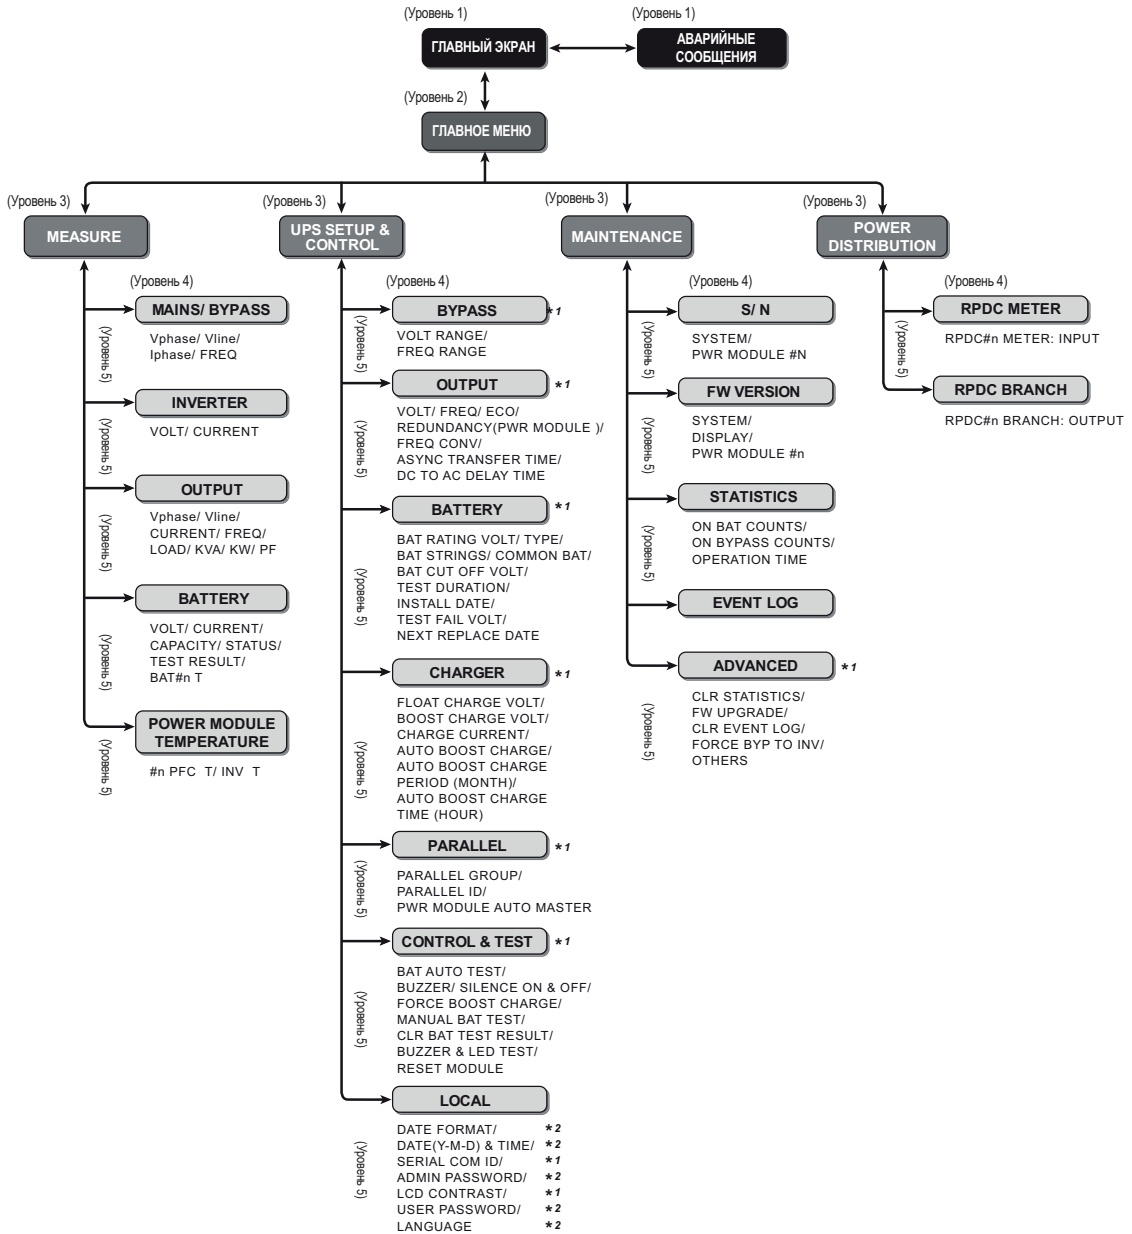 (Уровень 1)
ГЛАВНЫЙ ЭКРАН
(Уровень 1)
АВАРИЙНЫЕ
СООБЩЕНИЯ
(Уровень 2)
ГЛАВНОЕ МЕНЮ
(Уровень 3)
MEASURE
(Уровень 4)
MAINS/ BYPASS
(Уровень 5)
Vphase/ Vline/
Iphase/ FREQ
INVERTER
(Уровень 5)
VOLT/ CURRENT
OUTPUT
(Уровень 5)
Vphase/ Vline/
CURRENT/ FREQ/
LOAD/ KVA/ KW/ PF
BATTERY
(Уровень 5)
VOLT/ CURRENT/
CAPACITY/ STATUS/
TEST RESULT/
BAT#n T
POWER MODULE
TEMPERATURE
(Уровень 5)
#n PFC T/ INV T
(Уровень 3)
UPS SETUP &
CONTROL
(Уровень 4)
BYPASS *1
(Уровень 5)
VOLT RANGE/
FREQ RANGE
OUTPUT *1
(Уровень 5)
VOLT/ FREQ/ ECO/
REDUNDANCY(PWR MODULE )/
FREQ CONV/
ASYNC TRANSFER TIME/
DC TO AC DELAY TIME
BATTERY *1
(Уровень 5)
BAT RATING VOLT/ TYPE/
BAT STRINGS/ COMMON BAT/
BAT CUT OFF VOLT/
TEST DURATION/
INSTALL DATE/
TEST FAIL VOLT/
NEXT REPLACE DATE
CHARGER *1
(Уровень 5)
FLOAT CHARGE VOLT/
BOOST CHARGE VOLT/
CHARGE CURRENT/
AUTO BOOST CHARGE/
AUTO BOOST CHARGE
PERIOD (MONTH)/
AUTO BOOST CHARGE
TIME (HOUR)
PARALLEL *1
(Уровень 5)
PARALLEL GROUP/
PARALLEL ID/
PWR MODULE AUTO MASTER
CONTROL & TEST *1
(Уровень 5)
BAT AUTO TEST/
BUZZER/ SILENCE ON & OFF/
FORCE BOOST CHARGE/
MANUAL BAT TEST/
CLR BAT TEST RESULT/
BUZZER & LED TEST/
RESET MODULE
LOCAL
(Уровень 5)
DATE FORMAT/ *2
DATE(Y-M-D) & TIME/ *2
SERIAL COM ID/ *1
ADMIN PASSWORD/ *2
LCD CONTRAST/ *1
USER PASSWORD/ *2
LANGUAGE *2
(Уровень 3)
MAINTENANCE
(Уровень 4)
S/ N
(Уровень 5)
SYSTEM/
PWR MODULE #N
FW VERSION
(Уровень 5)
SYSTEM/
DISPLAY/
PWR MODULE #n
STATISTICS
(Уровень 5)
ON BAT COUNTS/
ON BYPASS COUNTS/
OPERATION TIME
EVENT LOG
ADVANCED *1
(Уровень 5)
CLR STATISTICS/
FW UPGRADE/
CLR EVENT LOG/
FORCE BYP TO INV/
OTHERS
(Уровень 3)
POWER
DISTRIBUTION
(Уровень 4)
RPDC METER
(Уровень 5)
RPDC#n METER: INPUT
RPDC BRANCH
RPDC#n BRANCH: OUTPUT